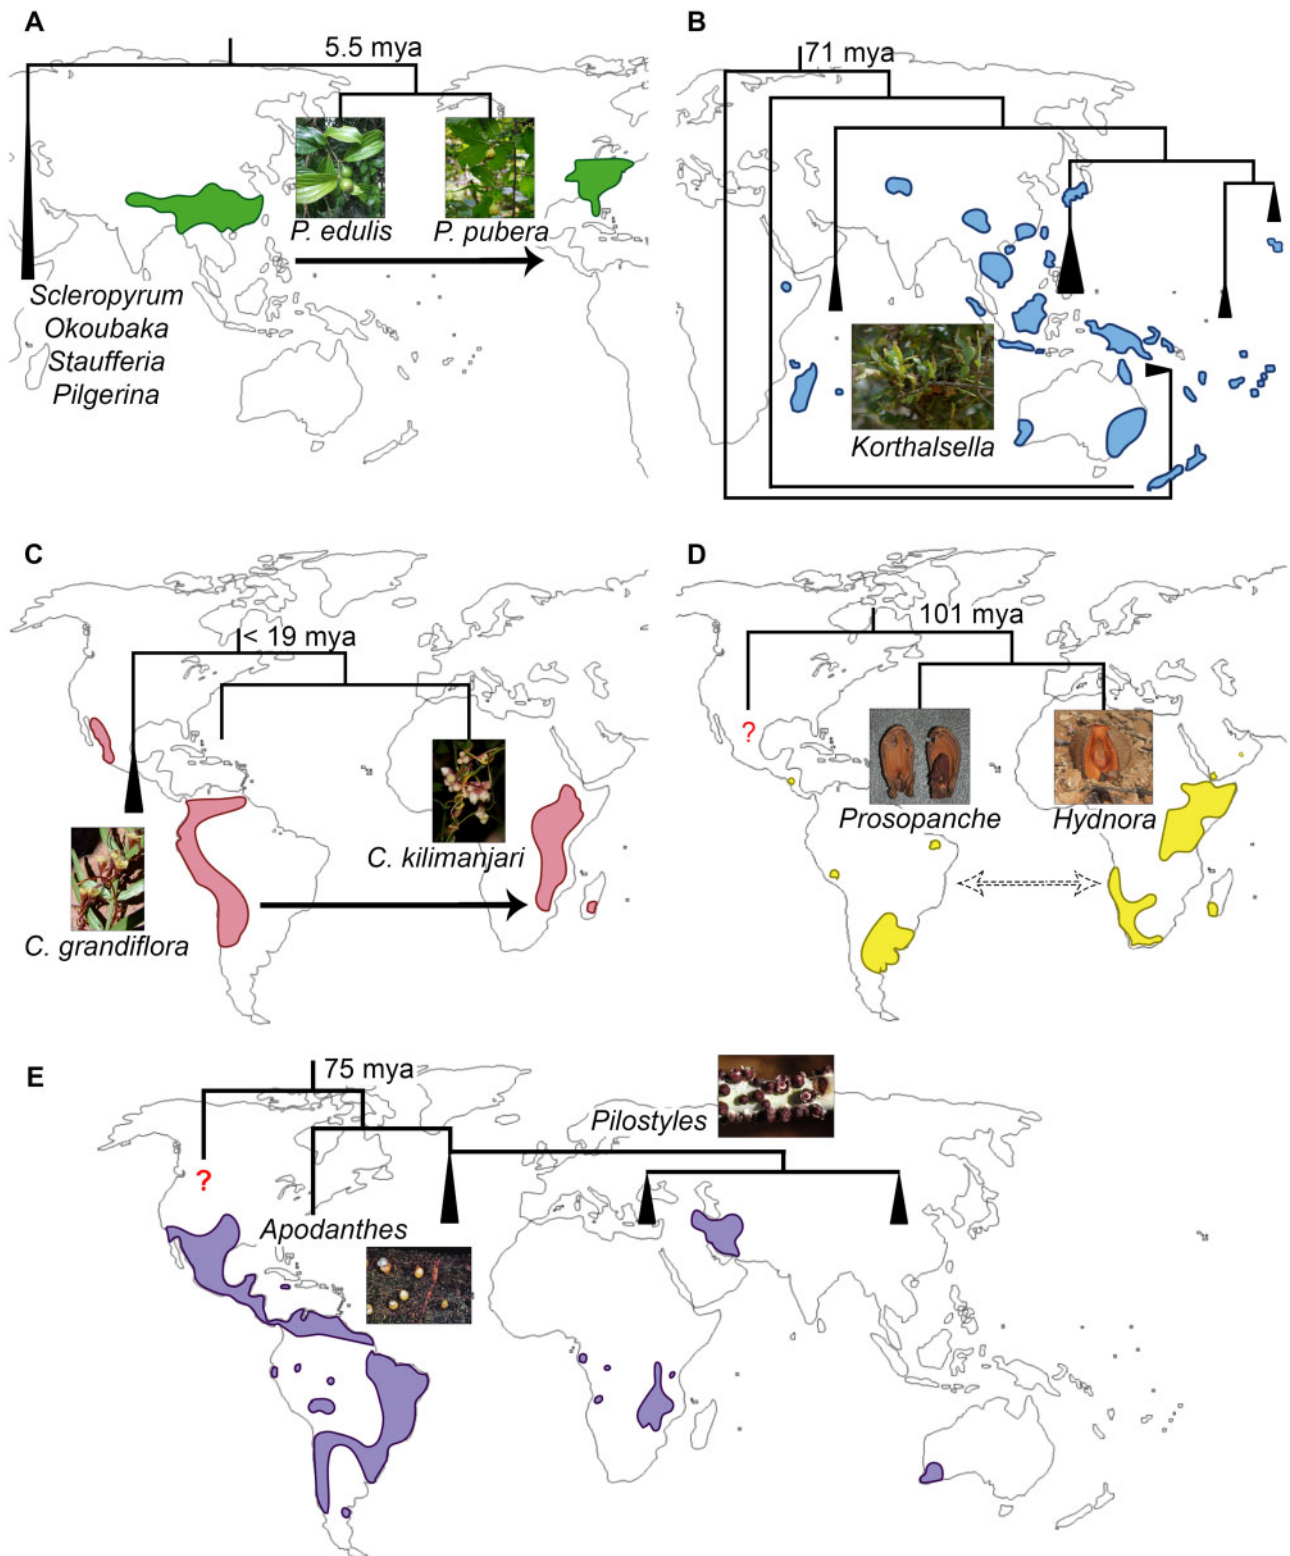 A
5.5 mya
P. edulis
P. pubera
Scleropyrum
Okoubaka
Staufferia
Pilgerina
B
71 mya
Korthalsella
C
< 19 mya
C. kilimanjari
C. grandiflora
D
101 mya
?
Prosopanche
Hydnora
E
75 mya
Pilostyles
?
Apodanthes